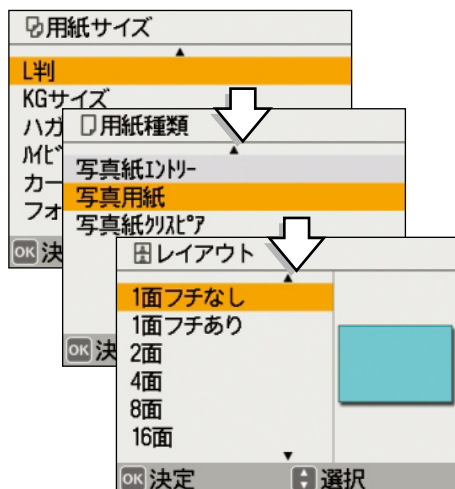 用紙サイズ
L判
KGサイズ
ハガ
ﾊｲﾋﾞ
カー
フォ
OK 決
用紙種類
写真紙ｴﾝﾄﾘｰ
写真用紙
写真紙ｸﾘｽﾋﾟｱ
OK 決
レイアウト
1面フチなし
1面フチあり
2面
4面
8面
16面
OK 決定 選択